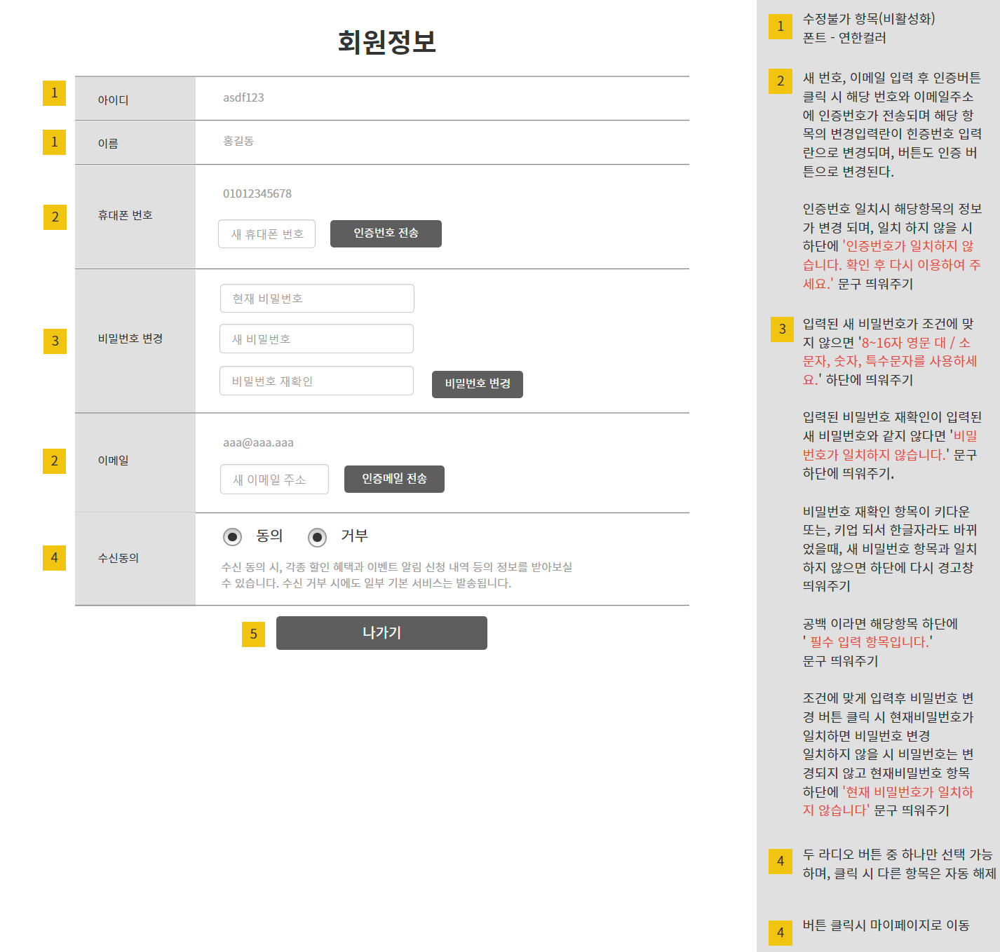 회원정보
1
아이디
asdf123
1
이름
홍길동
2
휴대폰 번호
01012345678
새 휴대폰 번호
인증번호 전송
3
비밀번호 변경
현재 비밀번호
새 비밀번호
비밀번호 재확인
비밀번호 변경
2
이메일
aaa@aaa.aaa
새 이메일 주소
인증메일 전송
4
수신동의
동의
거부
수신 동의 시, 각종 할인 혜택과 이벤트 알림 신청 내역 등의 정보를 받아보실
수 있습니다. 수신 거부 시에도 일부 기본 서비스는 발송됩니다.
5
나가기
1
수정불가 항목(비활성화)
폰트 - 연한컬러
2
새 번호, 이메일 입력 후 인증버튼
클릭 시 해당 번호와 이메일주소
에 인증번호가 전송되며 해당 항
목의 변경입력란이 힌증번호 입력
란으로 변경되며, 버튼도 인증 버
튼으로 변경된다.
인증번호 일치시 해당항목의 정보
가 변경 되며, 일치 하지 않을 시
하단에 '인증번호가 일치하지 않
습니다. 확인 후 다시 이용하여 주
세요.' 문구 띄워주기
3
입력된 새 비밀번호가 조건에 맞
지 않으면 '8~16자 영문 대 / 소
문자, 숫자, 특수문자를 사용하세
요.' 하단에 띄워주기
입력된 비밀번호 재확인이 입력된
새 비밀번호와 같지 않다면 '비밀
번호가 일치하지 않습니다.' 문구
하단에 띄워주기.
비밀번호 재확인 항목이 키다운
또는, 키업 되서 한글자라도 바뀌
었을때, 새 비밀번호 항목과 일치
하지 않으면 하단에 다시 경고창
띄워주기
공백 이라면 해당항목 하단에
' 필수 입력 항목입니다.'
문구 띄워주기
조건에 맞게 입력후 비밀번호 변
경 버튼 클릭 시 현재비밀번호가
일치하면 비밀번호 변경
일치하지 않을 시 비밀번호는 변
경되지 않고 현재비밀번호 항목
하단에 '현재 비밀번호가 일치하
지 않습니다' 문구 띄워주기
4
두 라디오 버튼 중 하나만 선택 가능
하며, 클릭 시 다른 항목은 자동 해제
4
버튼 클릭시 마이페이지로 이동